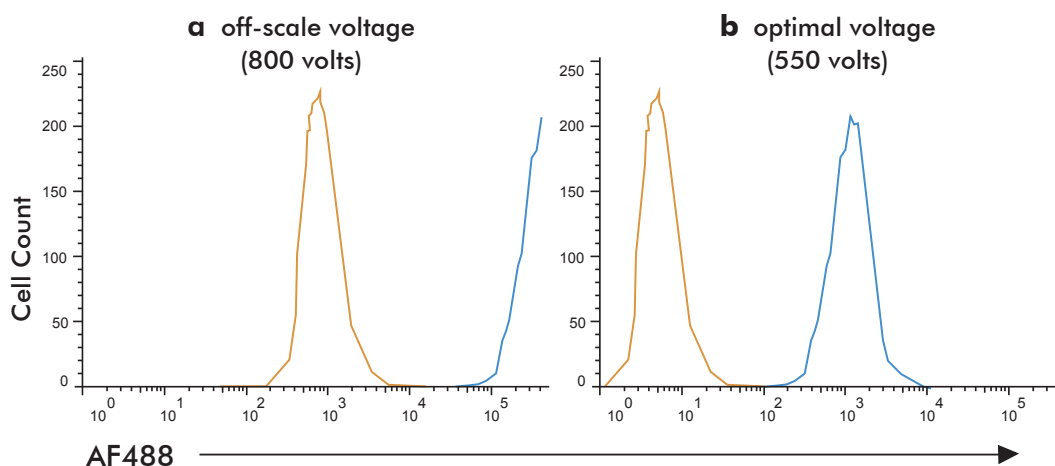 a off-scale voltage
(800 volts)
b optimal voltage
(550 volts)
Cell Count
250
200
150
100
50
0
10^0 10^1 10^2 10^3 10^4 10^5
250
200
150
100
50
0
10^0 10^1 10^2 10^3 10^4 10^5
AF488